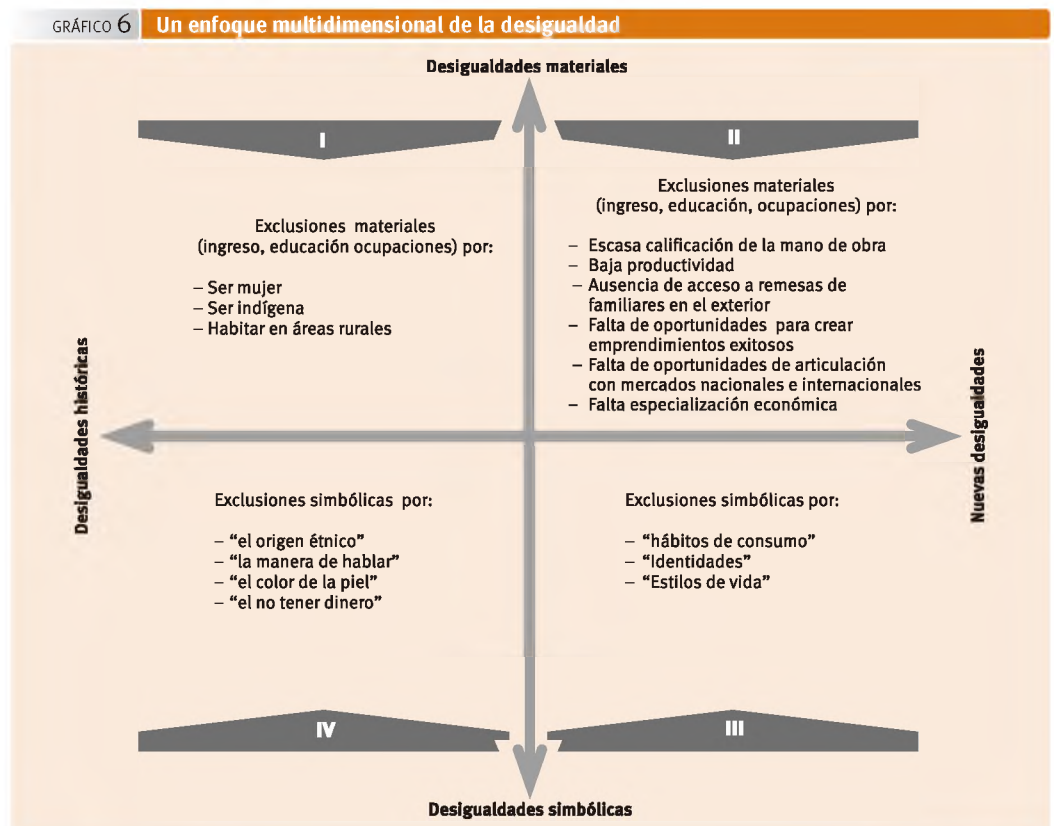 GRÁFICO 6 Un enfoque multidimensional de la desigualdad
Desigualdades materiales
I
Exclusiones materiales
(ingreso, educación ocupaciones) por:
– Ser mujer
– Ser indígena
– Habitar en áreas rurales
II
Exclusiones materiales
(ingreso, educación, ocupaciones) por:
– Escasa calificación de la mano de obra
– Baja productividad
– Ausencia de acceso a remesas de
familiares en el exterior
– Falta de oportunidades para crear
emprendimientos exitosos
– Falta de oportunidades de articulación
con mercados nacionales e internacionales
– Falta especialización económica
Desigualdades históricas
Nuevas desigualdades
Exclusiones simbólicas por:
– “el origen étnico”
– “la manera de hablar”
– “el color de la piel”
– “el no tener dinero”
IV
Exclusiones simbólicas por:
– “hábitos de consumo”
– “Identidades”
– “Estilos de vida”
III
Desigualdades simbólicas